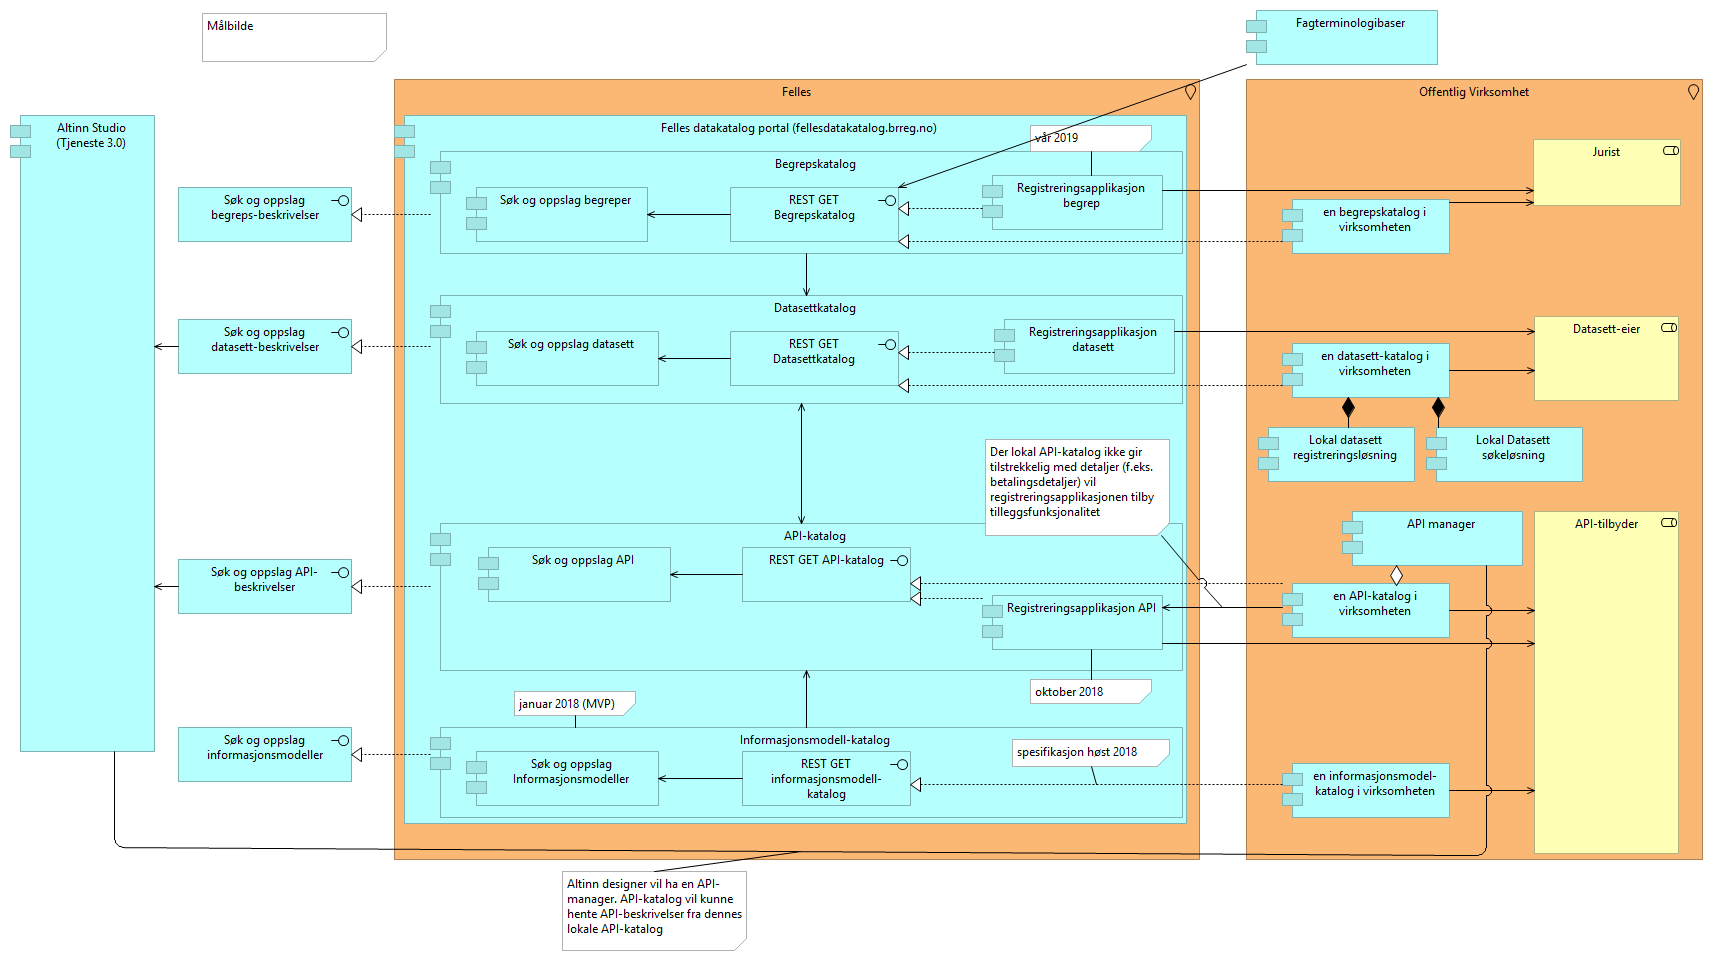 Målbilde
Fagterminologibaser
Felles
Offentlig Virksomhet
Altinn Studio
(Tjeneste 3.0)
Felles datakatalog portal (fellesdatakatalog.brreg.no)
vår 2019
Begrepskatalog
Søk og oppslag
begreps-beskrivelser
Søk og oppslag begreper
REST GET
Begrepskatalog
Registreringsapplikasjon
begrep
en begrepskatalog i
virksomheten
Jurist
Datasettkatalog
Søk og oppslag
datasett-beskrivelser
Søk og oppslag datasett
REST GET
Datasettkatalog
Registreringsapplikasjon
datasett
en datasett-katalog i
virksomheten
Datasett-eier
Lokal datasett
registreringsløsning
Lokal Datasett
søkeløsning
Der lokal API-katalog ikke gir
tilstrekkelig med detaljer (f.eks.
betalingsdetaljer) vil
registreringsapplikasjonen tilby
tilleggsfunksjonalitet
API-katalog
Søk og oppslag API-
beskrivelser
Søk og oppslag API
REST GET API-katalog
Registreringsapplikasjon API
API manager
en API-katalog i
virksomheten
API-tilbyder
oktober 2018
januar 2018 (MVP)
Informasjonsmodell-katalog
Søk og oppslag
informasjonsmodeller
Søk og oppslag
Informasjonsmodeller
REST GET
informasjonsmodell-
katalog
spesifikasjon høst 2018
en informasjonsmodel-
katalog i virksomheten
Altinn designer vil ha en API-
manager. API-katalog vil kunne
hente API-beskrivelser fra dennes
lokale API-katalog